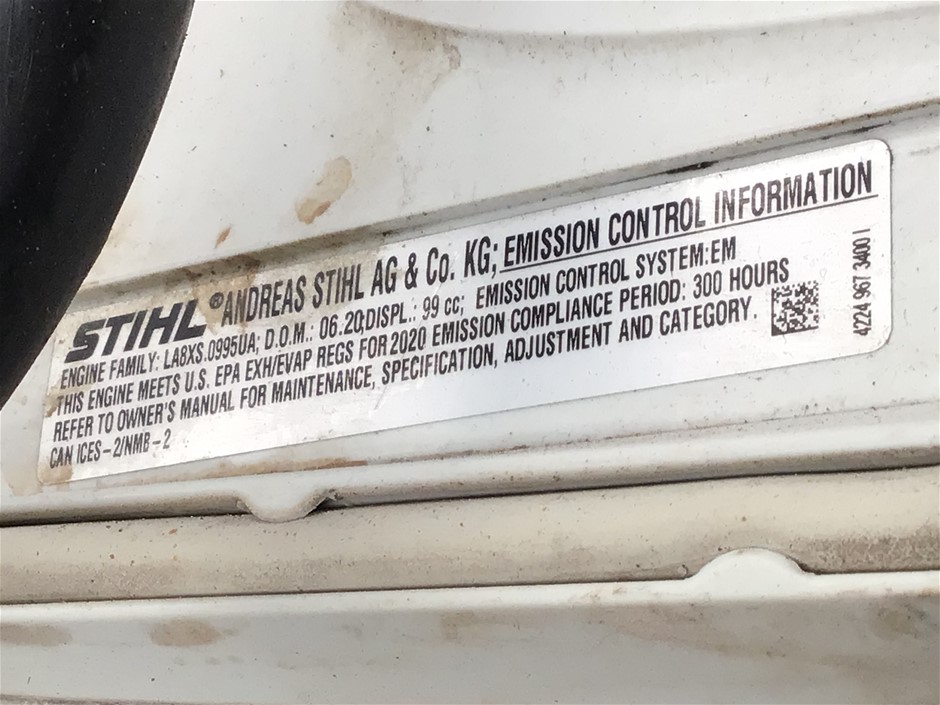 STIHL ® ANDREAS STIHL AG & Co. KG; EMISSION CONTROL INFORMATION
ENGINE FAMILY: LA8XS.0995UA; D.O.M.: 06.20;DISPL.: 99 cc; EMISSION CONTROL SYSTEM:EM
THIS ENGINE MEETS U.S. EPA EXH/EVAP REGS FOR 2020 EMISSION COMPLIANCE PERIOD: 300 HOURS
REFER TO OWNER'S MANUAL FOR MAINTENANCE, SPECIFICATION, ADJUSTMENT AND CATEGORY.
CAN ICES-2/NMB-2
4224 967 3400 I